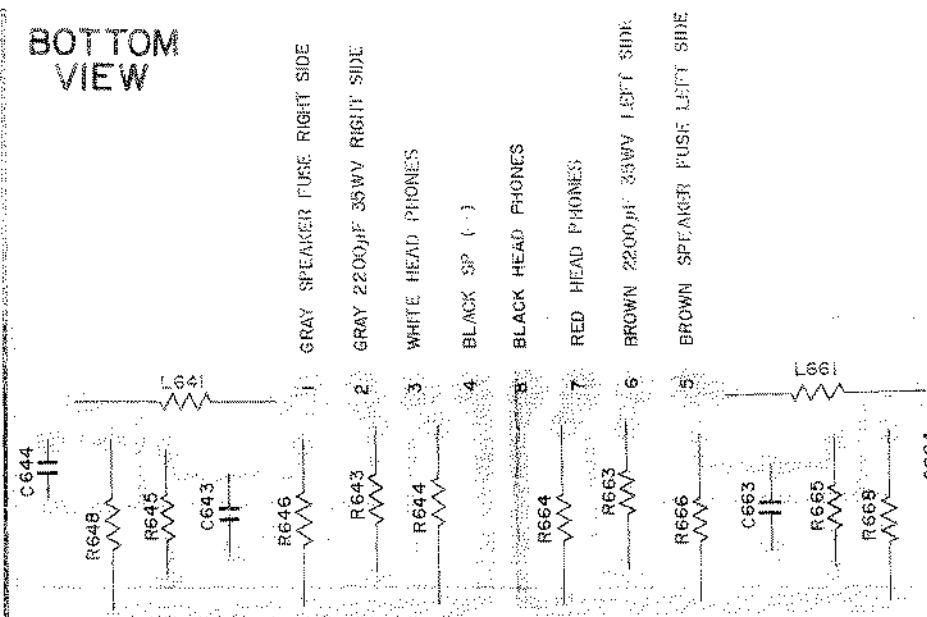 BOTTOM
VIEW
GRAY SPEAKER FUSE RIGHT SIDE
GRAY 2200µF 35WV RIGHT SIDE
WHITE HEAD PHONES
BLACK SP (-)
BLACK HEAD PHONES
RED HEAD PHONES
BROWN 2200µF 35WV LEFT SIDE
BROWN SPEAKER FUSE LEFT SIDE
L641
1
2
3
4
8
7
6
5
L661
C644
R648
R645
C643
R646
R643
R644
R664
R663
R666
C663
R665
R668